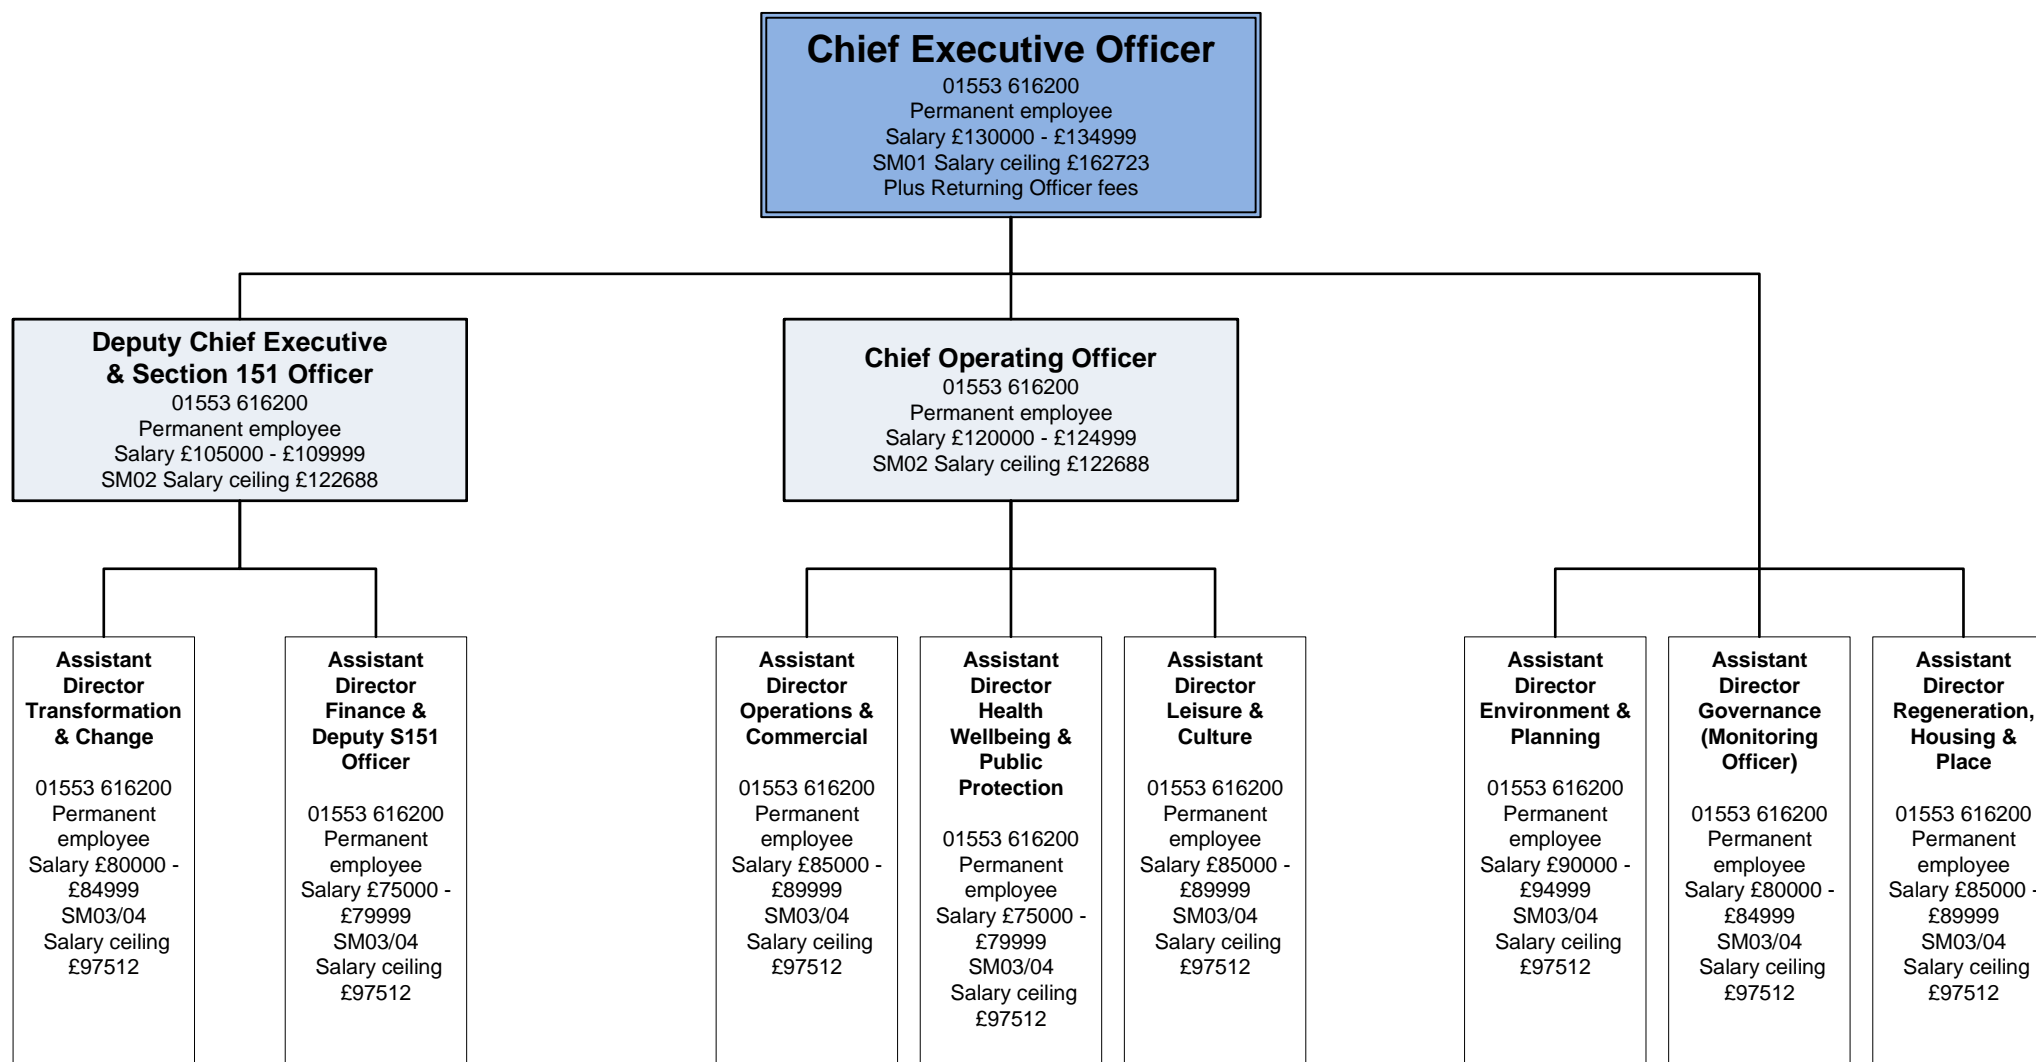 Chief Executive Officer
01553 616200
Permanent employee
Salary £130000 - £134999
SM01 Salary ceiling £162723
Plus Returning Officer fees
Deputy Chief Executive
& Section 151 Officer
01553 616200
Permanent employee
Salary £105000 - £109999
SM02 Salary ceiling £122688
Chief Operating Officer
01553 616200
Permanent employee
Salary £120000 - £124999
SM02 Salary ceiling £122688
Assistant
Director
Transformation
& Change
01553 616200
Permanent
employee
Salary £80000 -
£84999
SM03/04
Salary ceiling
£97512
Assistant
Director
Finance &
Deputy S151
Officer
01553 616200
Permanent
employee
Salary £75000 -
£79999
SM03/04
Salary ceiling
£97512
Assistant
Director
Operations &
Commercial
01553 616200
Permanent
employee
Salary £85000 -
£89999
SM03/04
Salary ceiling
£97512
Assistant
Director
Health
Wellbeing &
Public
Protection
01553 616200
Permanent
employee
Salary £75000 -
£79999
SM03/04
Salary ceiling
£97512
Assistant
Director
Leisure &
Culture
01553 616200
Permanent
employee
Salary £85000 -
£89999
SM03/04
Salary ceiling
£97512
Assistant
Director
Environment &
Planning
01553 616200
Permanent
employee
Salary £90000 -
£94999
SM03/04
Salary ceiling
£97512
Assistant
Director
Governance
(Monitoring
Officer)
01553 616200
Permanent
employee
Salary £80000 -
£84999
SM03/04
Salary ceiling
£97512
Assistant
Director
Regeneration,
Housing &
Place
01553 616200
Permanent
employee
Salary £85000 -
£89999
SM03/04
Salary ceiling
£97512